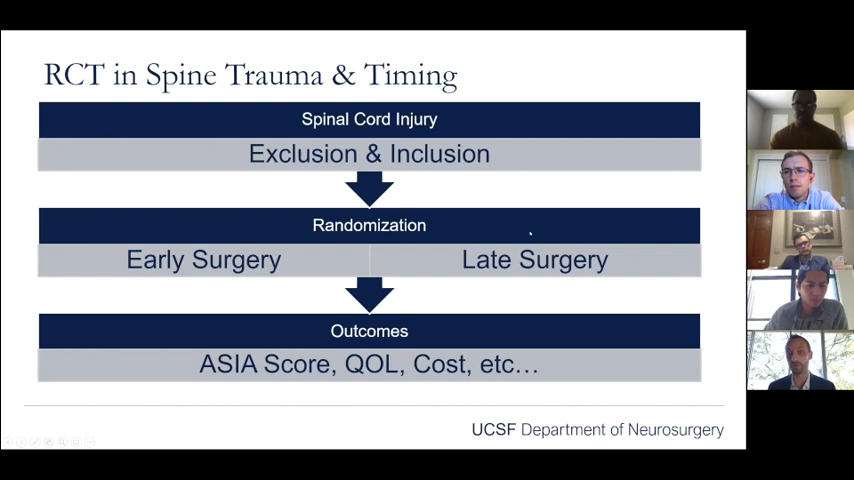 RCT in Spine Trauma & Timing
Spinal Cord Injury
Exclusion & Inclusion
Randomization
Early Surgery
Late Surgery
Outcomes
ASIA Score, QOL, Cost, etc…
UCSF Department of Neurosurgery